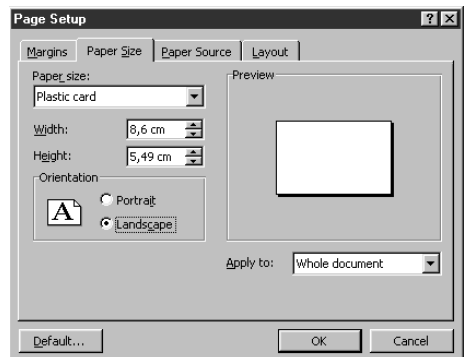 Page Setup
? X
Margins Paper Size Paper Source Layout
Paper size:
Plastic card
Width: 8,6 cm
Height: 5,49 cm
Orientation
A
Portrait
Landscape
Preview
Apply to: Whole document
Default... OK Cancel